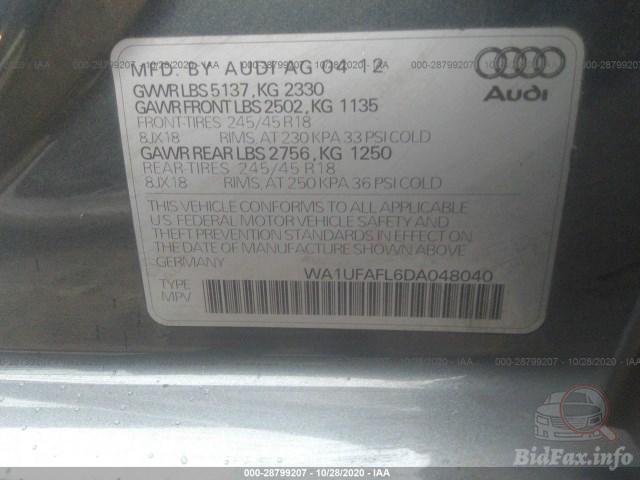 MFD. BY AUDI AG 04 12
GVWR LBS 5137, KG 2330
GAWR FRONT LBS 2502, KG 1135
FRONT-TIRES 245/45 R18
8JX18 RIMS, AT 230 KPA 33 PSI COLD
GAWR REAR LBS 2756, KG 1250
REAR-TIRES 245/45 R18
8JX18 RIMS, AT 250 KPA 36 PSI COLD
THIS VEHICLE CONFORMS TO ALL APPLICABLE
U.S. FEDERAL MOTOR VEHICLE SAFETY AND
THEFT PREVENTION STANDARDS IN EFFECT ON
THE DATE OF MANUFACTURE SHOWN ABOVE.
GERMANY
WA1UFAFL6DA048040
TYPE
MPV
Audi
000-28799207 - 10/28/2020 - IAA
BidFax.info